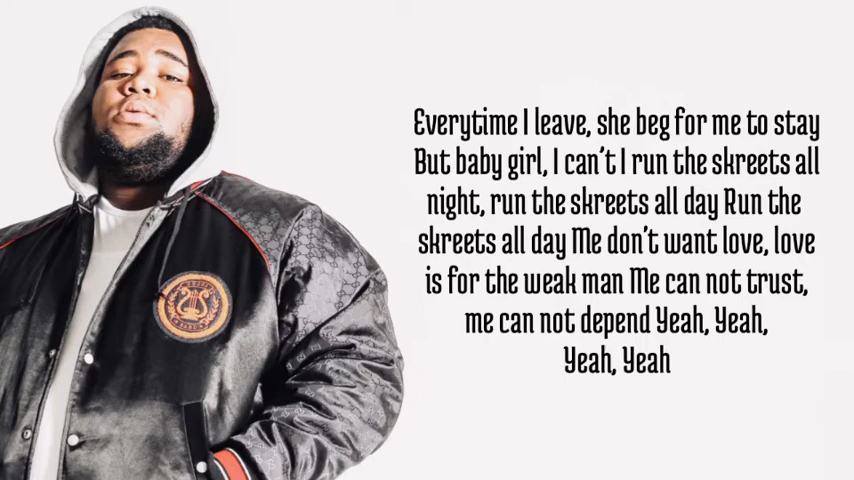 Everytime I leave, she beg for me to stay
But baby girl, I can't I run the skreets all
night, run the skreets all day Run the
skreets all day Me don't want love, love
is for the weak man Me can not trust,
me can not depend Yeah, Yeah,
Yeah, Yeah